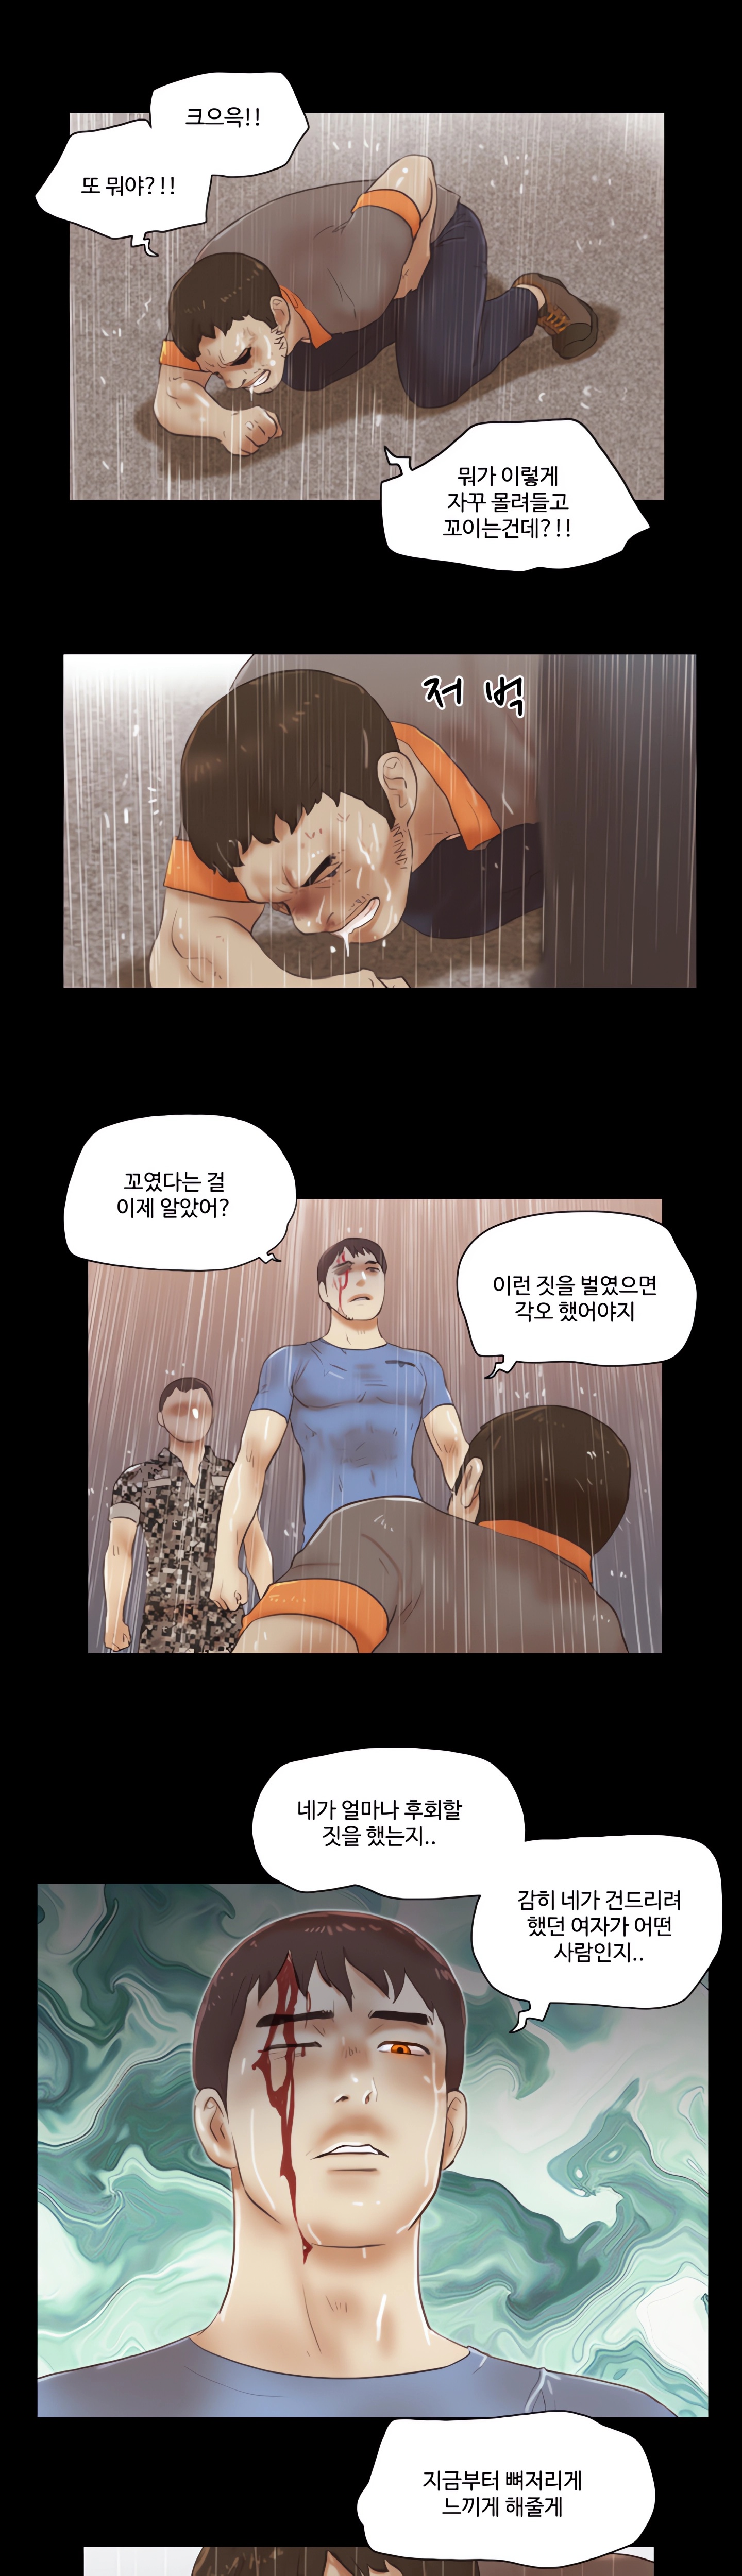 크으윽!!
또 뭐야?!!
뭐가 이렇게
자꾸 몰려들고
꼬이는건데?!!
저 벅
꼬였다는 걸
이제 알았어?
이런 짓을 벌였으면
각오 했어야지
네가 얼마나 후회할
짓을 했는지..
감히 네가 건드리려
했던 여자가 어떤
사람인지..
지금부터 뼈저리게
느끼게 해줄게